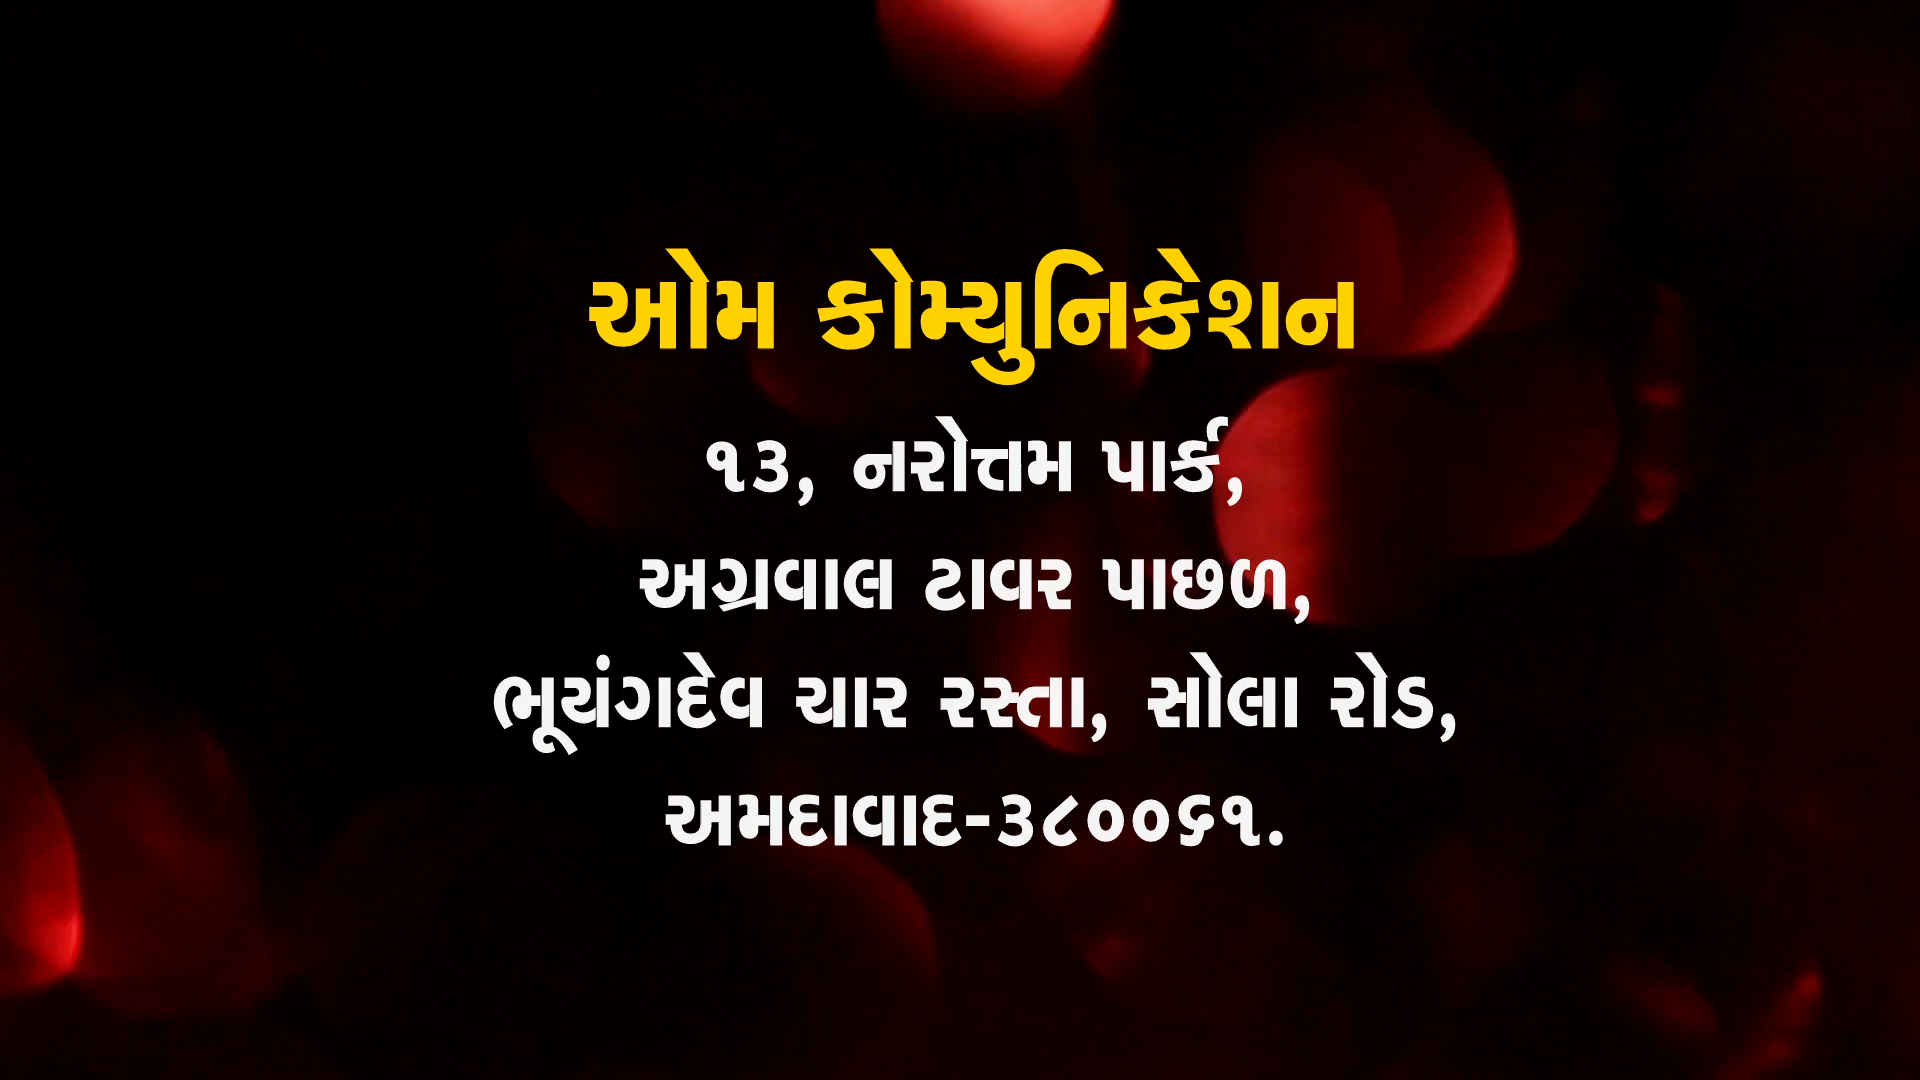 ઓમ કોમ્યુનિકેશન
૧૩, નરોત્તમ પાર્ક,
અગ્રવાલ ટાવર પાછળ,
ભૂયંગદેવ ચાર રસ્તા, સોલા રોડ,
અમદાવાદ-૩૮૦૦૬૧.